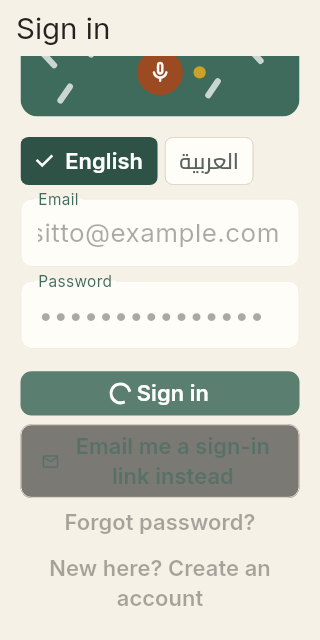 Sign in
English
العربية
Email
sitto@example.com
Password
Sign in
Email me a sign-in
link instead
Forgot password?
New here? Create an
account